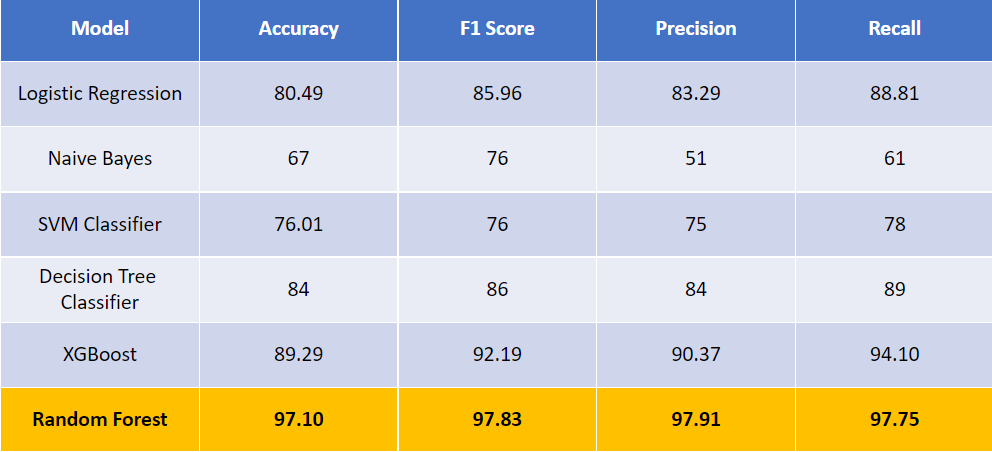 Model Accuracy F1 Score Precision Recall
Logistic Regression 80.49 85.96 83.29 88.81
Naive Bayes 67 76 51 61
SVM Classifier 76.01 76 75 78
Decision Tree
Classifier 84 86 84 89
XGBoost 89.29 92.19 90.37 94.10
Random Forest 97.10 97.83 97.91 97.75